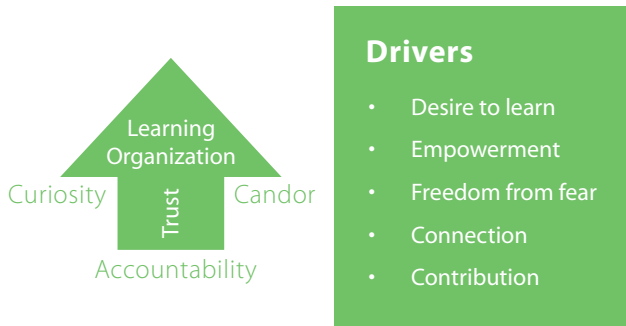 Learning
Organization
Curiosity
Trust
Candor
Accountability
Drivers
• Desire to learn
• Empowerment
• Freedom from fear
• Connection
• Contribution